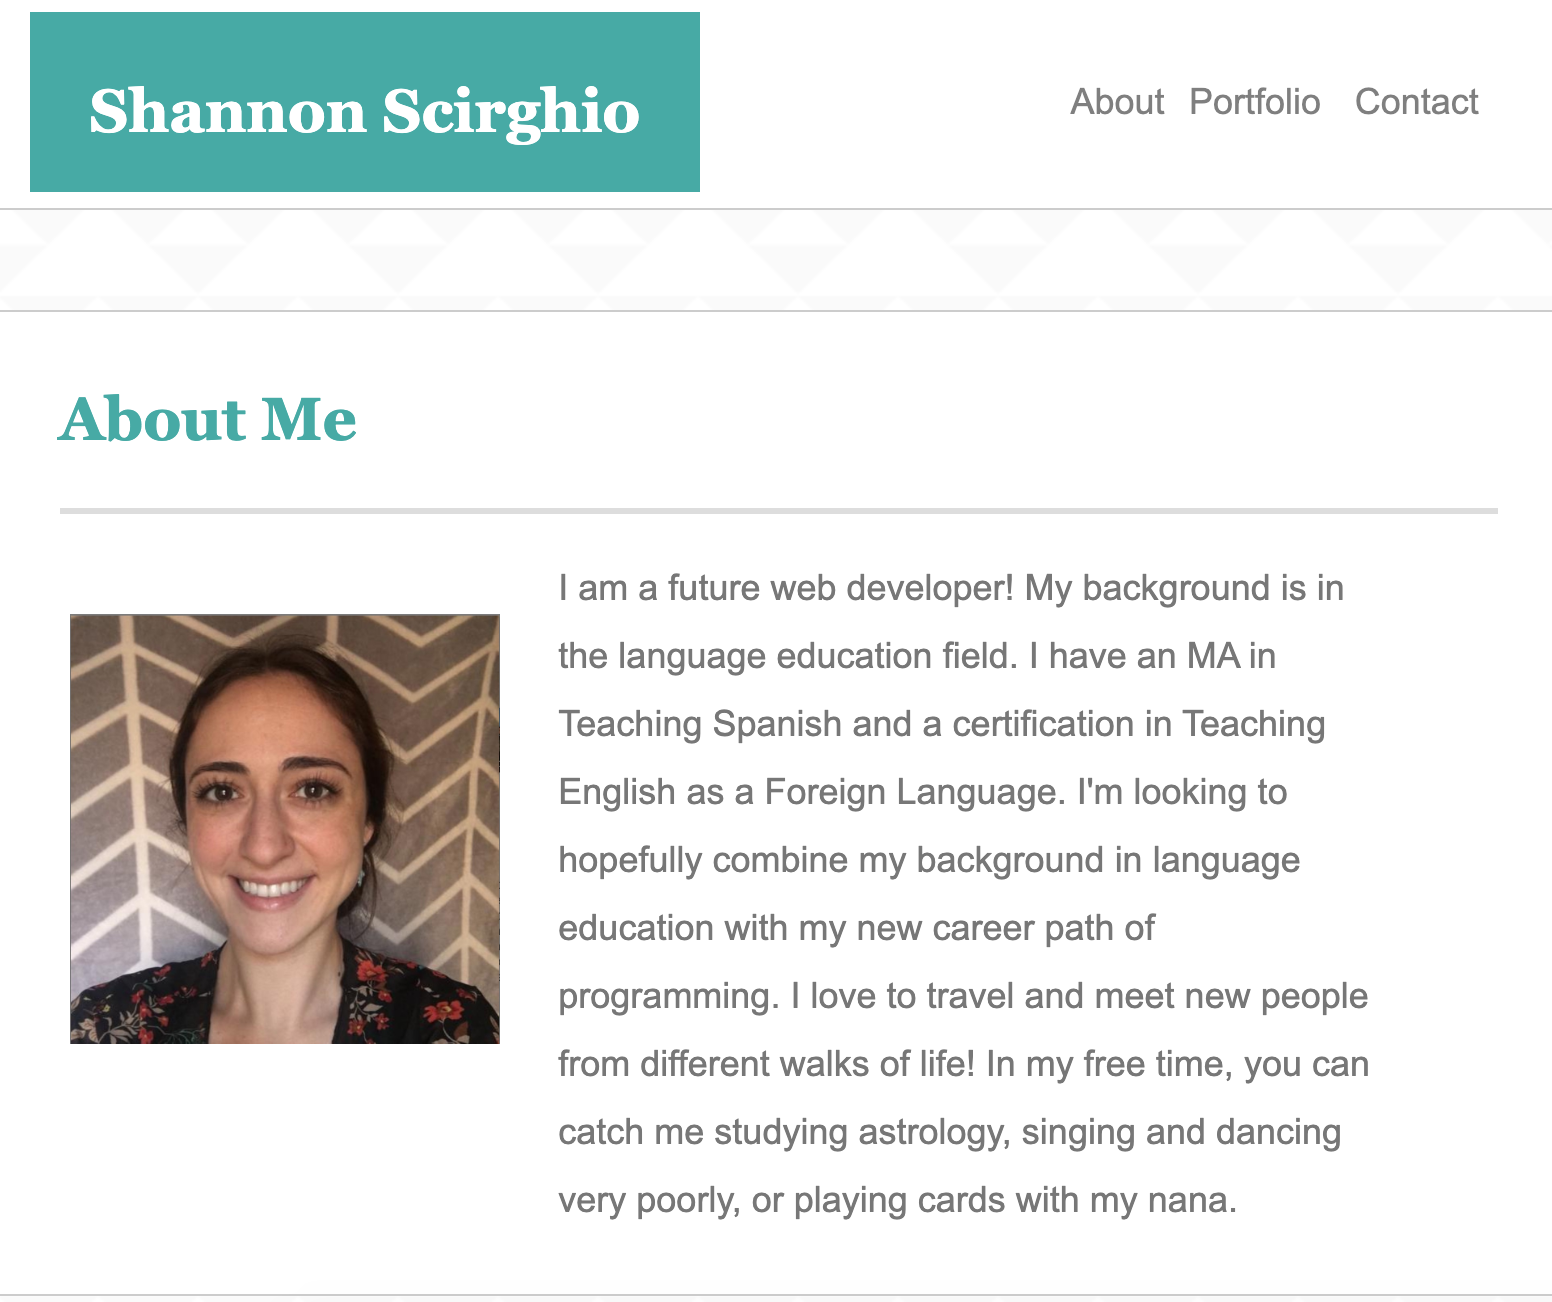 Shannon Scirghio
About Portfolio Contact
About Me
I am a future web developer! My background is in
the language education field. I have an MA in
Teaching Spanish and a certification in Teaching
English as a Foreign Language. I'm looking to
hopefully combine my background in language
education with my new career path of
programming. I love to travel and meet new people
from different walks of life! In my free time, you can
catch me studying astrology, singing and dancing
very poorly, or playing cards with my nana.